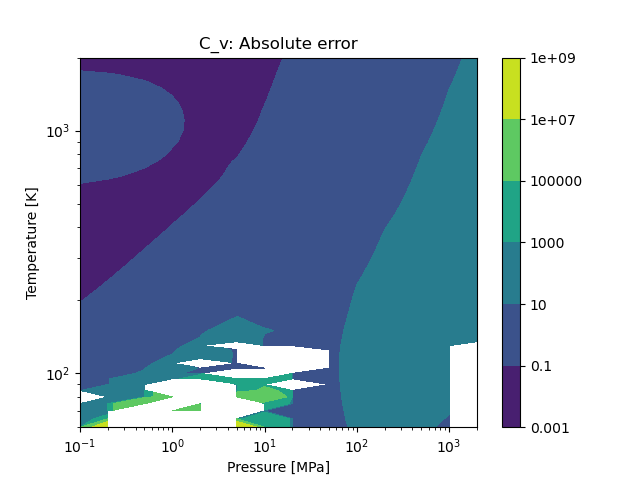 C_v: Absolute error
Temperature [K]
10³
10²
10⁻¹
10⁰
10¹
10²
10³
Pressure [MPa]
1e+09
1e+07
100000
1000
10
0.1
0.001